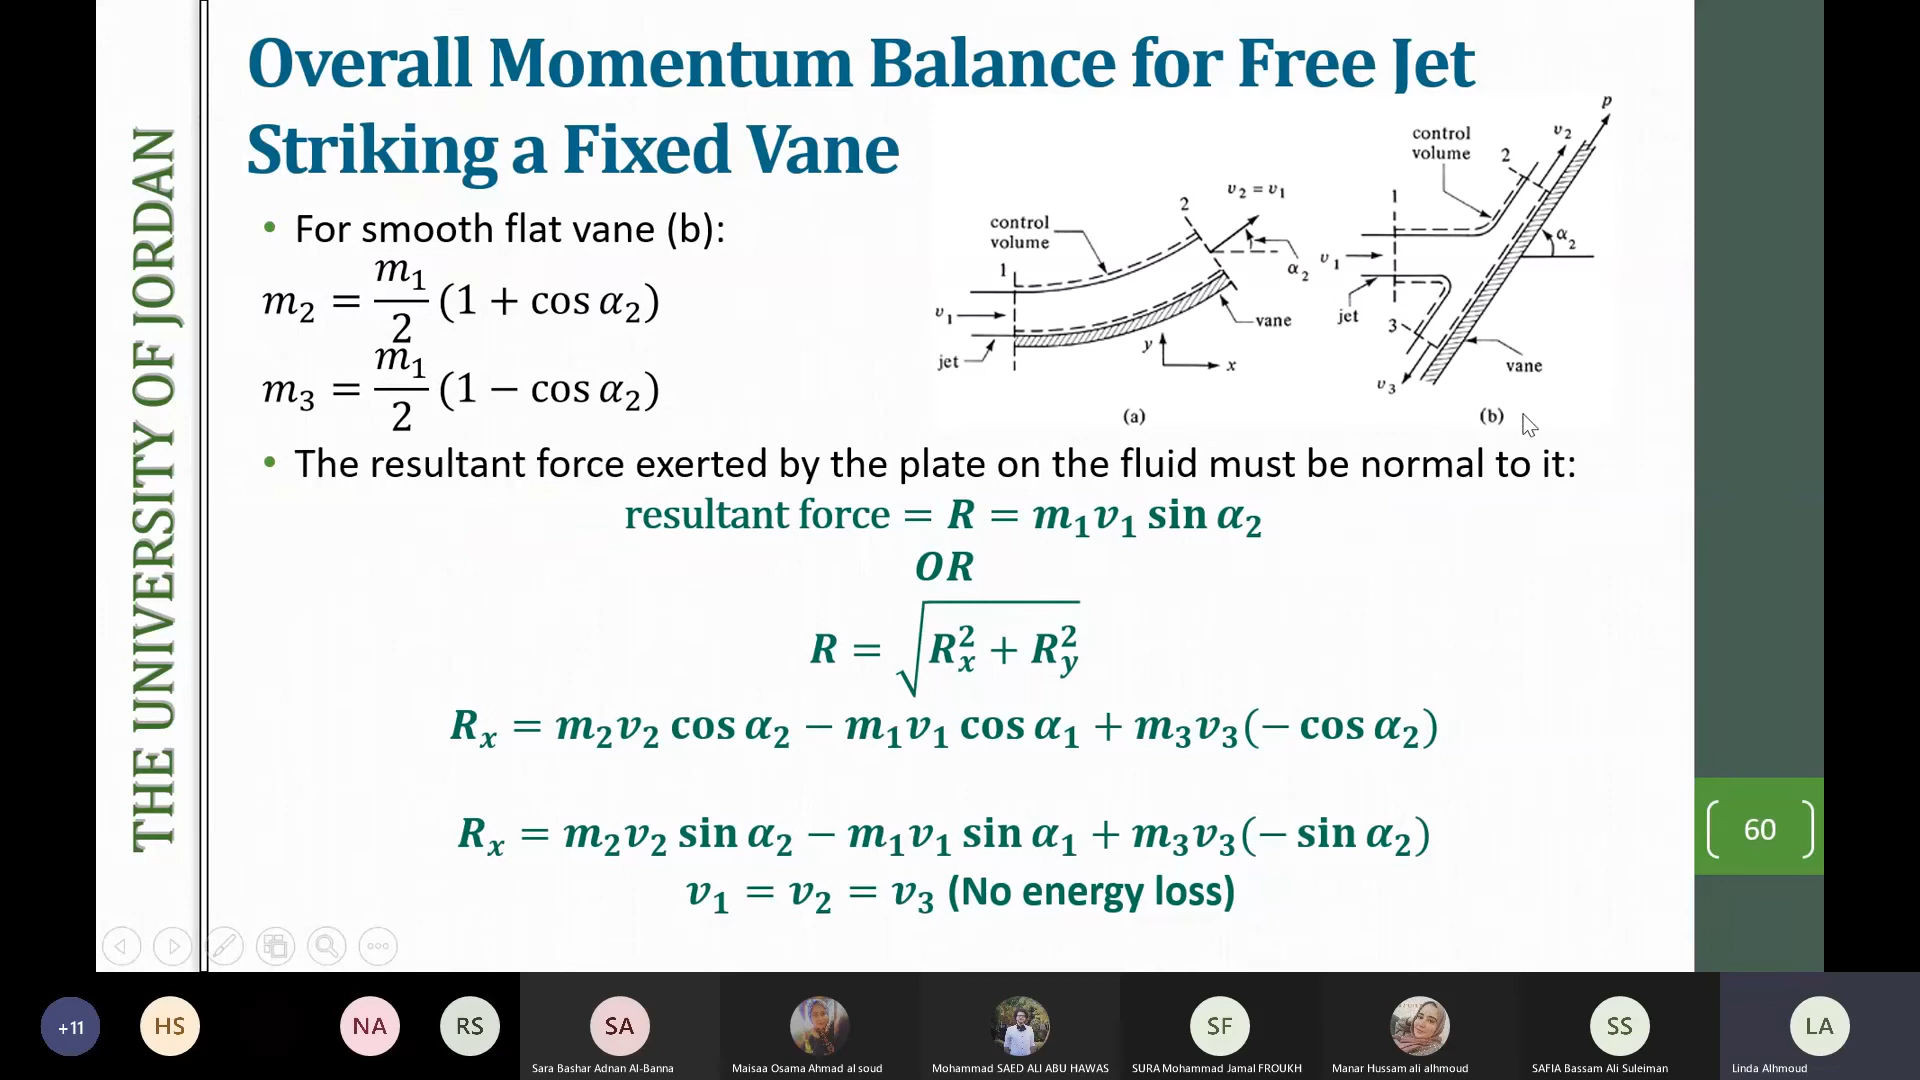 THE UNIVERSITY OF JORDAN
Overall Momentum Balance for Free Jet
Striking a Fixed Vane
• For smooth flat vane (b):
m₂ = m₁/2 (1 + cos α₂)
m₃ = m₁/2 (1 − cos α₂)
control
volume
1
2
v₂ = v₁
α₂
v₁
jet
vane
y
x
(a)
p
control
volume
v₂
2
1
α₂
v₁
jet
3
vane
v₃
(b)
• The resultant force exerted by the plate on the fluid must be normal to it:
resultant force = R = m₁v₁ sin α₂
OR
R = √(Rₓ² + Rᵧ²)
Rₓ = m₂v₂ cos α₂ − m₁v₁ cos α₁ + m₃v₃(− cos α₂)
Rₓ = m₂v₂ sin α₂ − m₁v₁ sin α₁ + m₃v₃(− sin α₂)
v₁ = v₂ = v₃ (No energy loss)
60
+11
HS
NA
RS
SA
SF
SS
LA
Sara Bashar Adnan Al-Banna
Maisaa Osama Ahmad al soud
Mohammad SAED ALI ABU HAWAS
SURA Mohammad Jamal FROUKH
Manar Hussam ali alhmoud
SAFIA Bassam Ali Suleiman
Linda Alhmoud